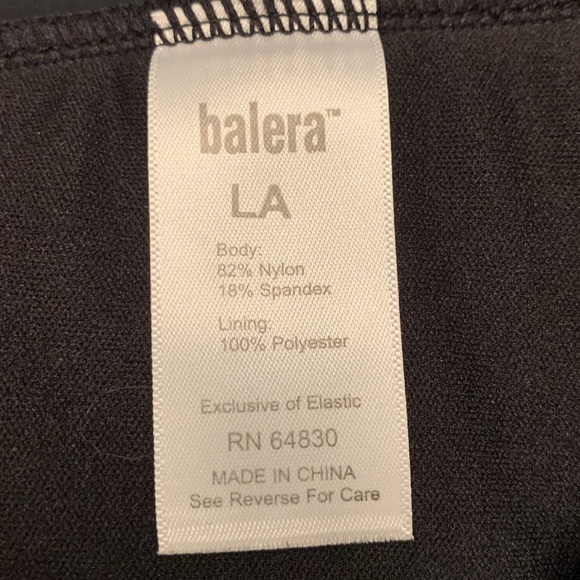 balera™
LA
Body:
82% Nylon
18% Spandex
Lining:
100% Polyester
Exclusive of Elastic
RN 64830
MADE IN CHINA
See Reverse For Care